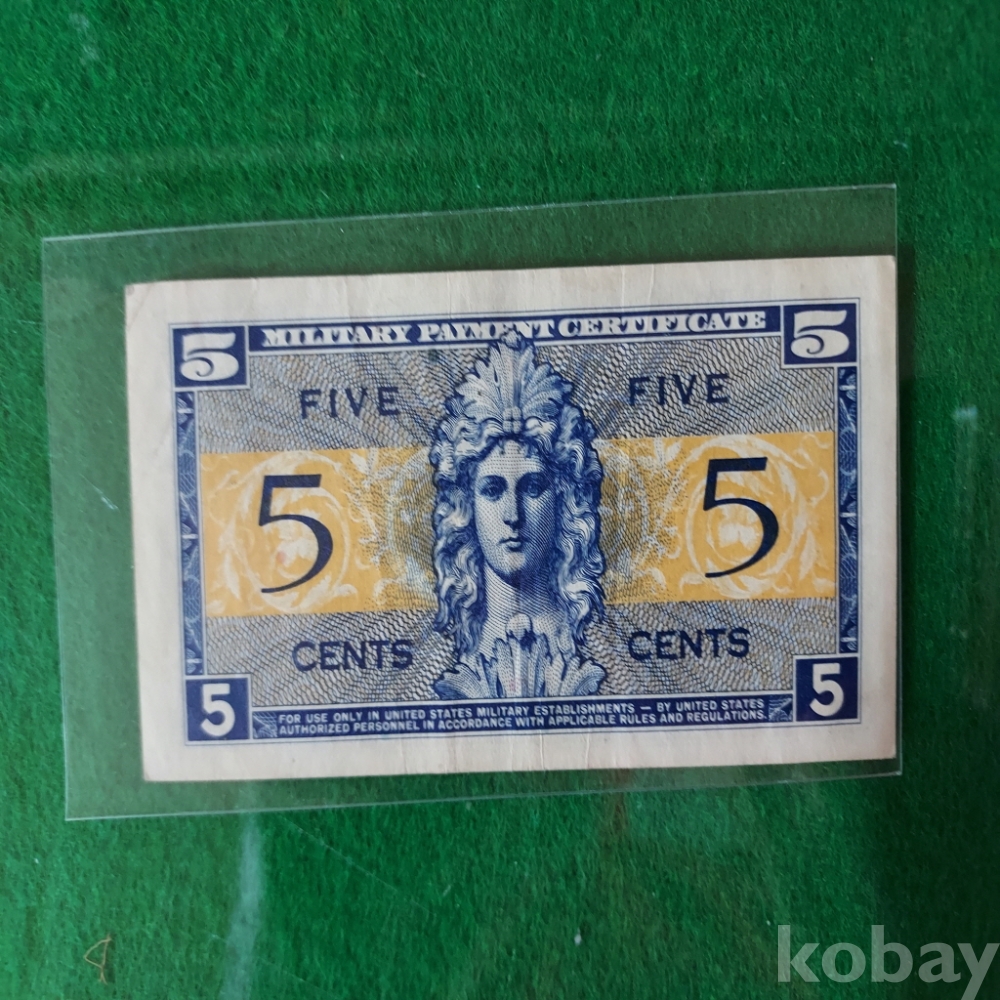 5 MILITARY PAYMENT CERTIFICATE 5
FIVE FIVE
5 5
CENTS CENTS
5 FOR USE ONLY IN UNITED STATES MILITARY ESTABLISHMENTS — BY UNITED STATES 5
AUTHORIZED PERSONNEL IN ACCORDANCE WITH APPLICABLE RULES AND REGULATIONS.
kobay